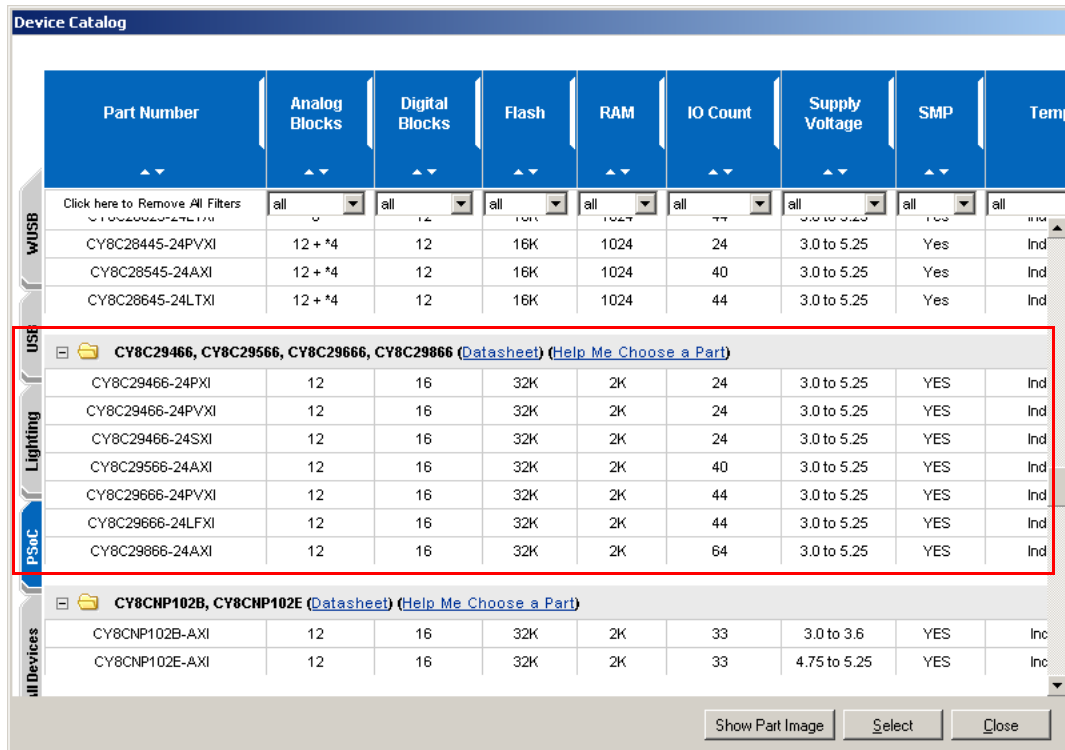 Device Catalog
Part Number Analog Blocks Digital Blocks Flash RAM IO Count Supply Voltage SMP Temp
Click here to Remove All Filters all all all all all all all all
CY8C28445-24PVXI 12 + *4 12 16K 1024 24 3.0 to 5.25 Yes Ind
CY8C28545-24AXI 12 + *4 12 16K 1024 40 3.0 to 5.25 Yes Ind
CY8C28645-24LTXI 12 + *4 12 16K 1024 44 3.0 to 5.25 Yes Ind
CY8C29466, CY8C29566, CY8C29666, CY8C29866 (Datasheet) (Help Me Choose a Part)
CY8C29466-24PXI 12 16 32K 2K 24 3.0 to 5.25 YES Ind
CY8C29466-24PVXI 12 16 32K 2K 24 3.0 to 5.25 YES Ind
CY8C29466-24SXI 12 16 32K 2K 24 3.0 to 5.25 YES Ind
CY8C29566-24AXI 12 16 32K 2K 40 3.0 to 5.25 YES Ind
CY8C29666-24PVXI 12 16 32K 2K 44 3.0 to 5.25 YES Ind
CY8C29666-24LFXI 12 16 32K 2K 44 3.0 to 5.25 YES Ind
CY8C29866-24AXI 12 16 32K 2K 64 3.0 to 5.25 YES Ind
CY8CNP102B, CY8CNP102E (Datasheet) (Help Me Choose a Part)
CY8CNP102B-AXI 12 16 32K 2K 33 3.0 to 3.6 YES Inc
CY8CNP102E-AXI 12 16 32K 2K 33 4.75 to 5.25 YES Inc
WUSB
USB
Lighting
PSoC
ll Devices
Show Part Image Select Close